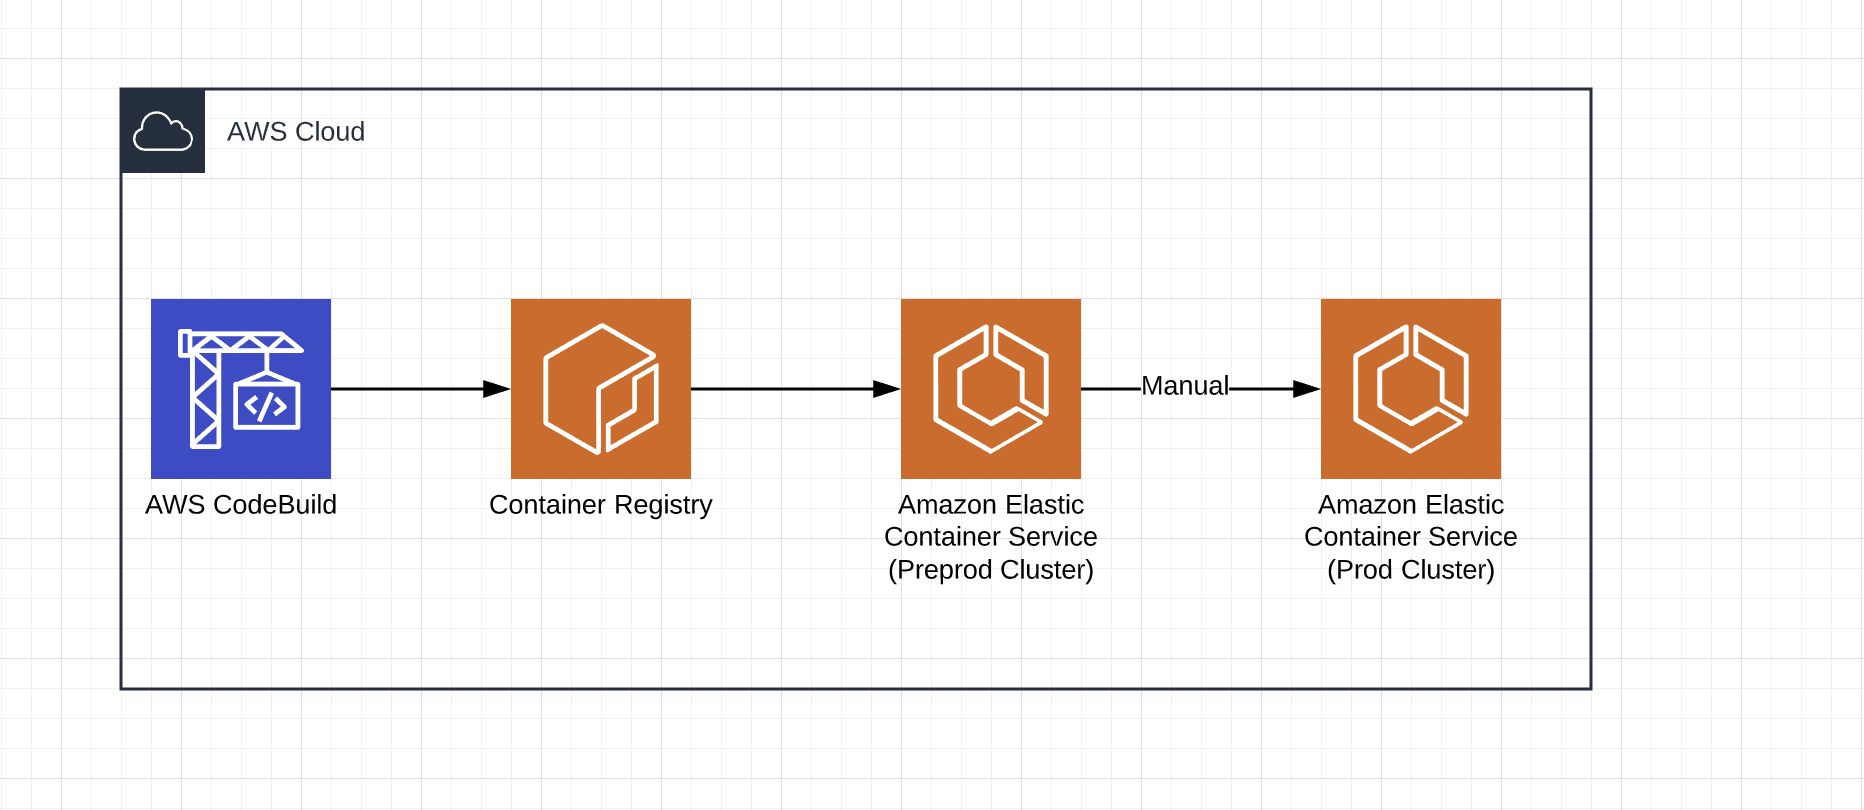 AWS Cloud
Manual
AWS CodeBuild
Container Registry
Amazon Elastic
Container Service
(Preprod Cluster)
Amazon Elastic
Container Service
(Prod Cluster)